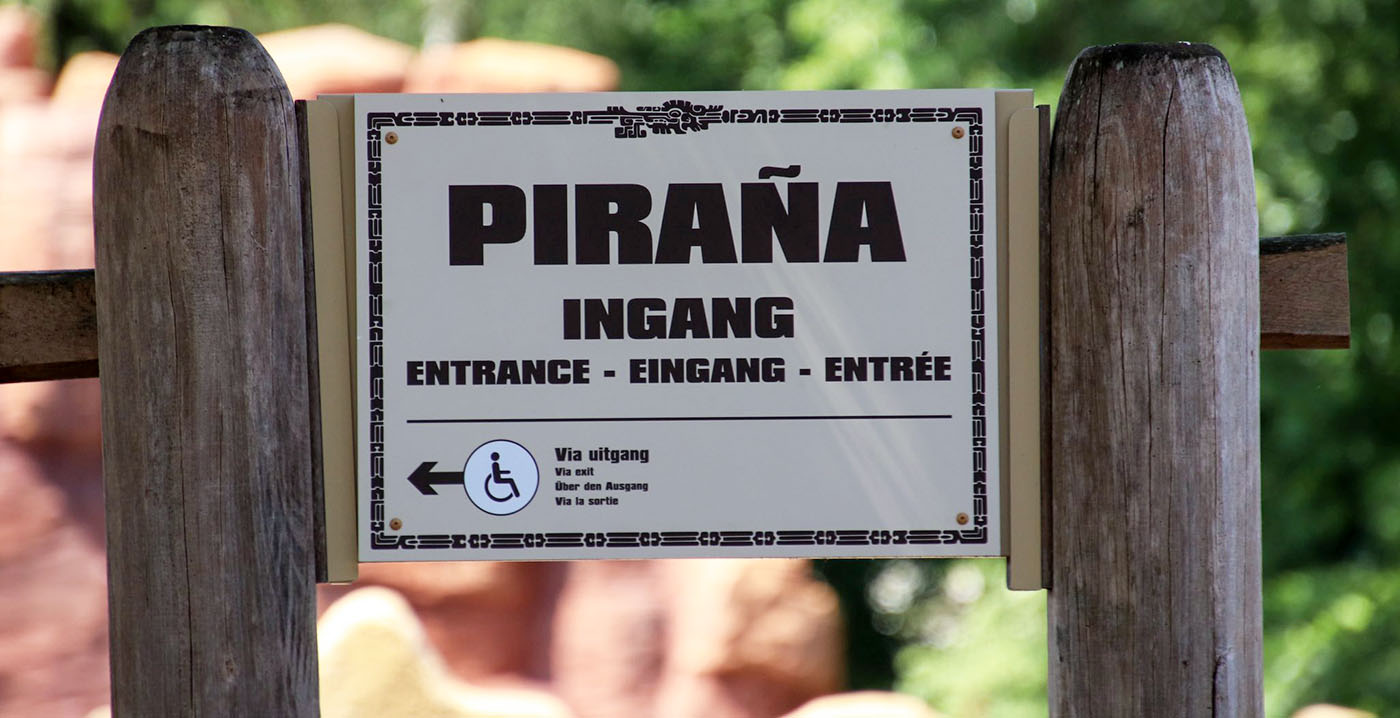 PIRAÑA
INGANG
ENTRANCE - EINGANG - ENTRÉE
Via uitgang
Via exit
Über den Ausgang
Via la sortie